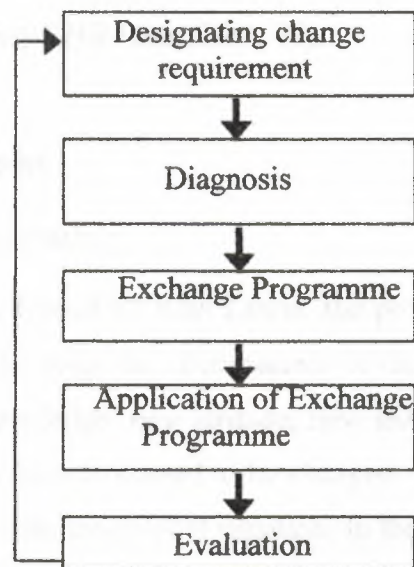 Designating change
requirement
Diagnosis
Exchange Programme
Application of Exchange
Programme
Evaluation